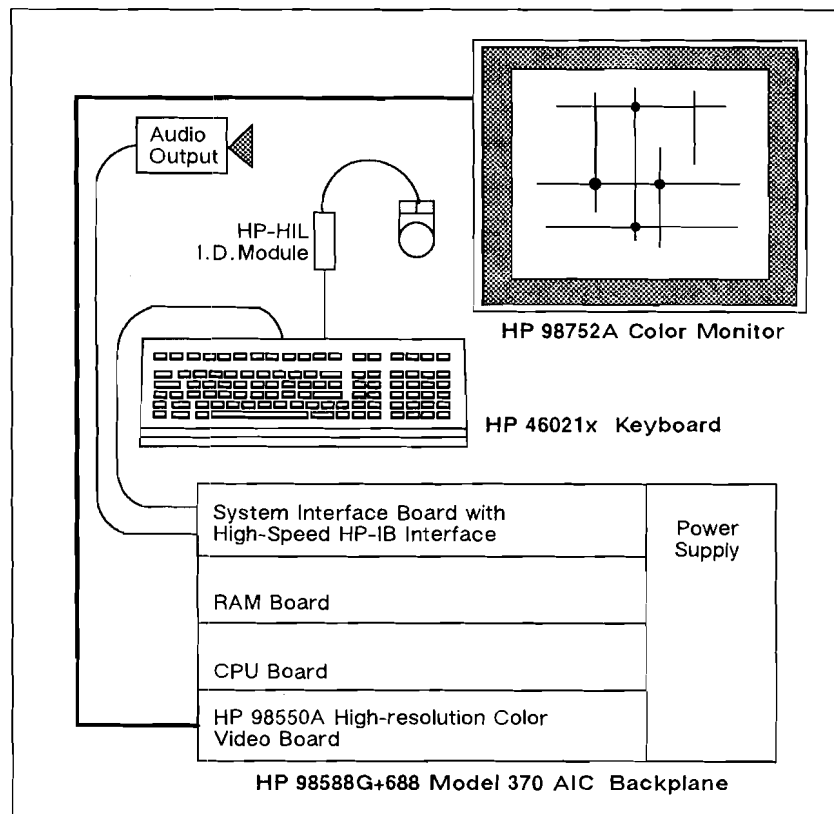 Audio
Output
HP-HIL
I.D. Module
HP 98752A Color Monitor
HP 46021x Keyboard
System Interface Board with
High-Speed HP-IB Interface
Power
Supply
RAM Board
CPU Board
HP 98550A High-resolution Color
Video Board
HP 98588G+688 Model 370 AIC Backplane